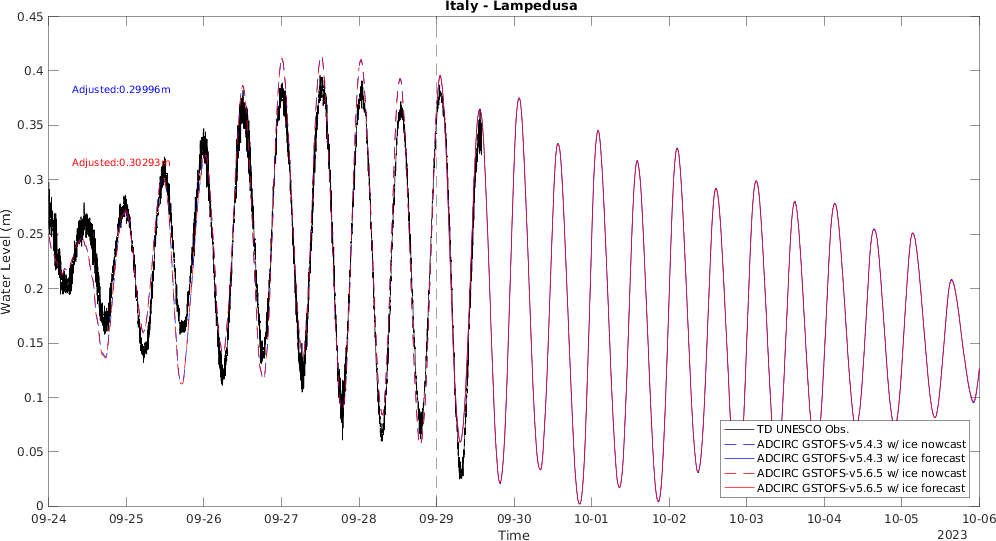 Italy - Lampedusa
0.45
0.4
0.35
0.3
0.25
0.2
0.15
0.1
0.05
0
Water Level (m)
Adjusted:0.29996m
Adjusted:0.30293m
TD UNESCO Obs.
ADCIRC GSTOFS-v5.4.3 w/ ice nowcast
ADCIRC GSTOFS-v5.4.3 w/ ice forecast
ADCIRC GSTOFS-v5.6.5 w/ ice nowcast
ADCIRC GSTOFS-v5.6.5 w/ ice forecast
09-24 09-25 09-26 09-27 09-28 09-29 09-30 10-01 10-02 10-03 10-04 10-05 10-06
Time
2023